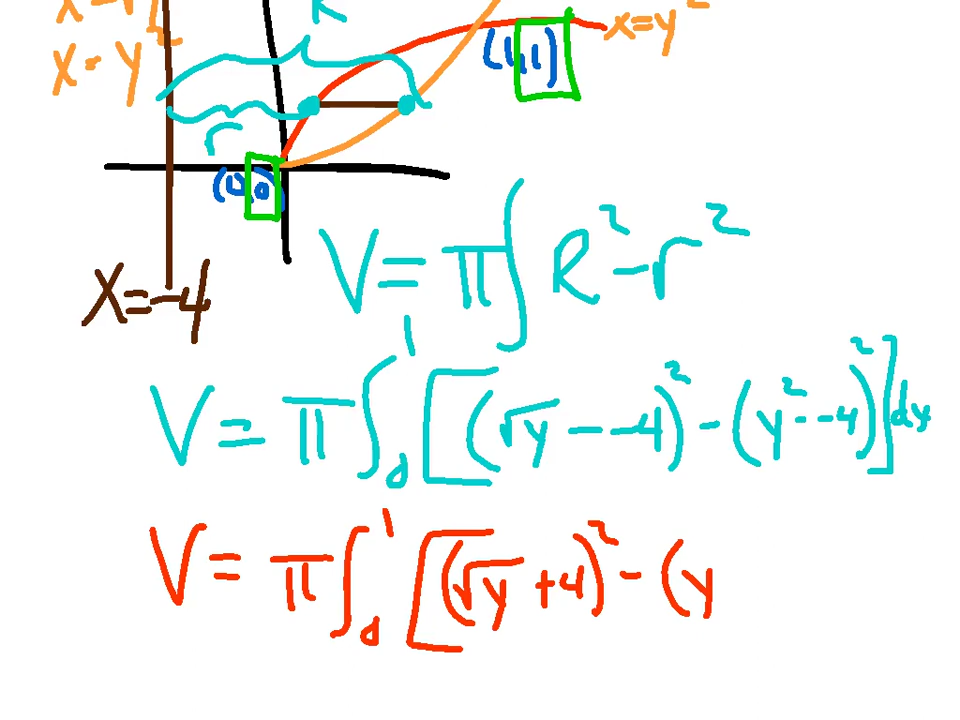 x=y²
x=y²
(1,1)
r
(0,0)
x=-4
V=π∫R²-r²
V=π∫₀¹[(√y--4)²-(y²--4)²]dy
V=π∫₀¹[(√y+4)²-(y